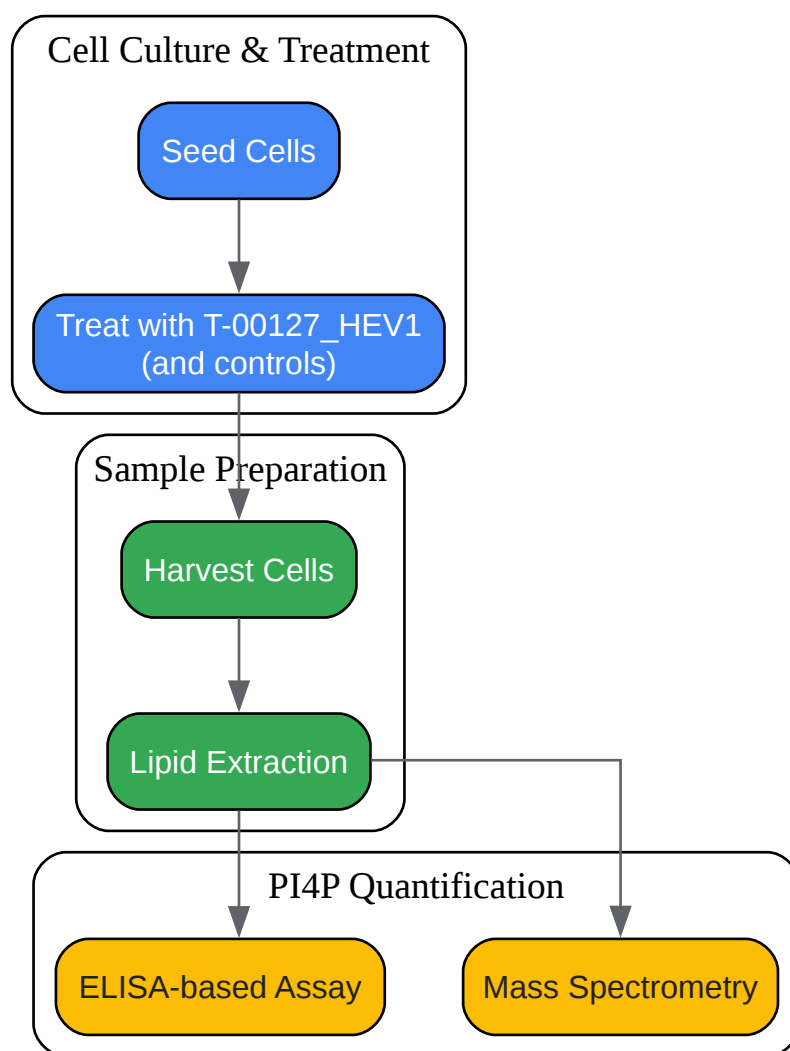 Cell Culture & Treatment
Seed Cells
Treat with T-00127_HEV1
(and controls)
Sample Preparation
Harvest Cells
Lipid Extraction
PI4P Quantification
ELISA-based Assay
Mass Spectrometry